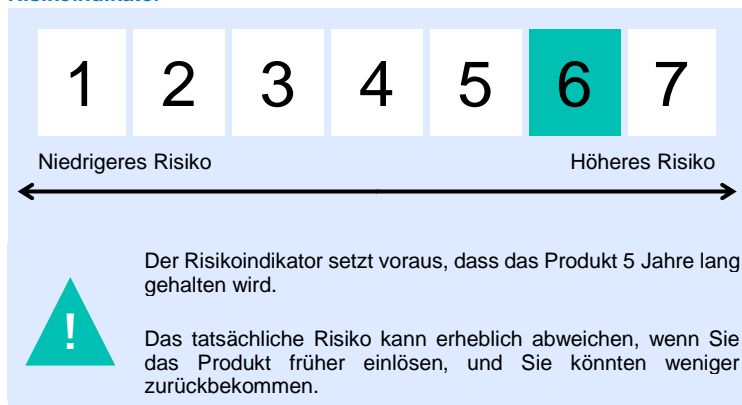 Risikoindikator
1 2 3 4 5 6 7
Niedrigeres Risiko Höheres Risiko
Der Risikoindikator setzt voraus, dass das Produkt 5 Jahre lang
gehalten wird.
!
Das tatsächliche Risiko kann erheblich abweichen, wenn Sie
das Produkt früher einlösen, und Sie könnten weniger
zurückbekommen.